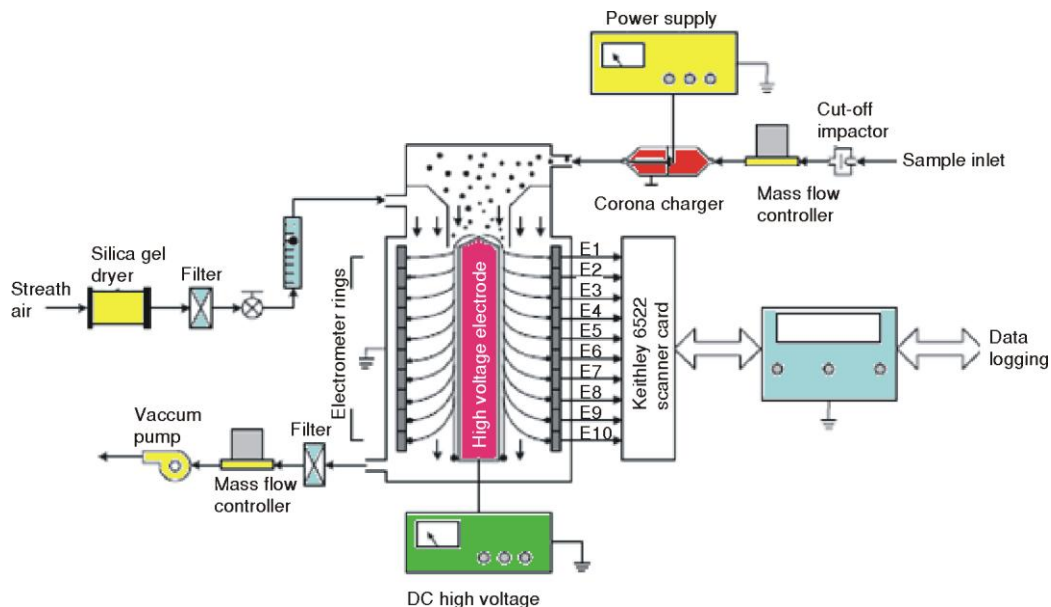 Power supply
Cut-off
impactor
Sample inlet
Mass flow
controller
Corona charger
Silica gel
dryer
Filter
Streath
air
Electrometer rings
High voltage electrode
E1
E2
E3
E4
E5
E6
E7
E8
E9
E10
Keithley 6522
scanner card
Data
logging
Vaccum
pump
Filter
Mass flow
controller
DC high voltage